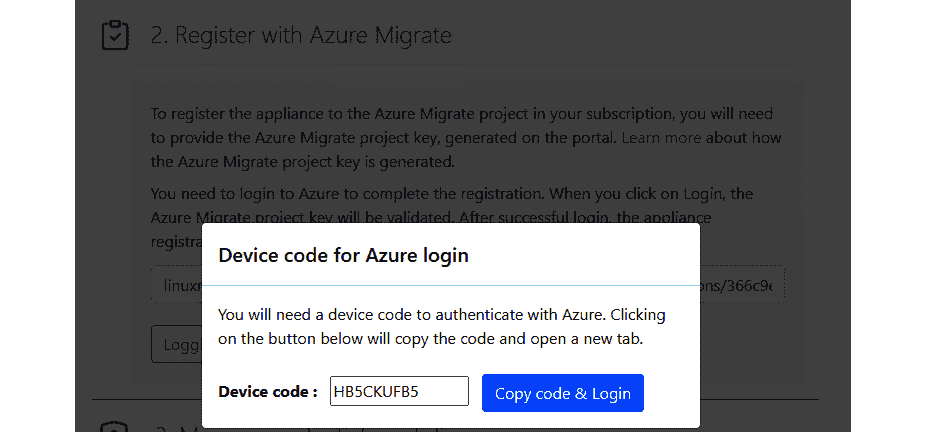 2. Register with Azure Migrate
To register the appliance to the Azure Migrate project in your subscription, you will need
to provide the Azure Migrate project key, generated on the portal. Learn more about how
the Azure Migrate project key is generated.
You need to login to Azure to complete the registration. When you click on Login, the
Azure Migrate project key will be validated. After successful login, the appliance
registra
Device code for Azure login
linux
ons/366c9
You will need a device code to authenticate with Azure. Clicking
on the button below will copy the code and open a new tab.
Logg
Device code :
HB5CKUFB5
Copy code & Login